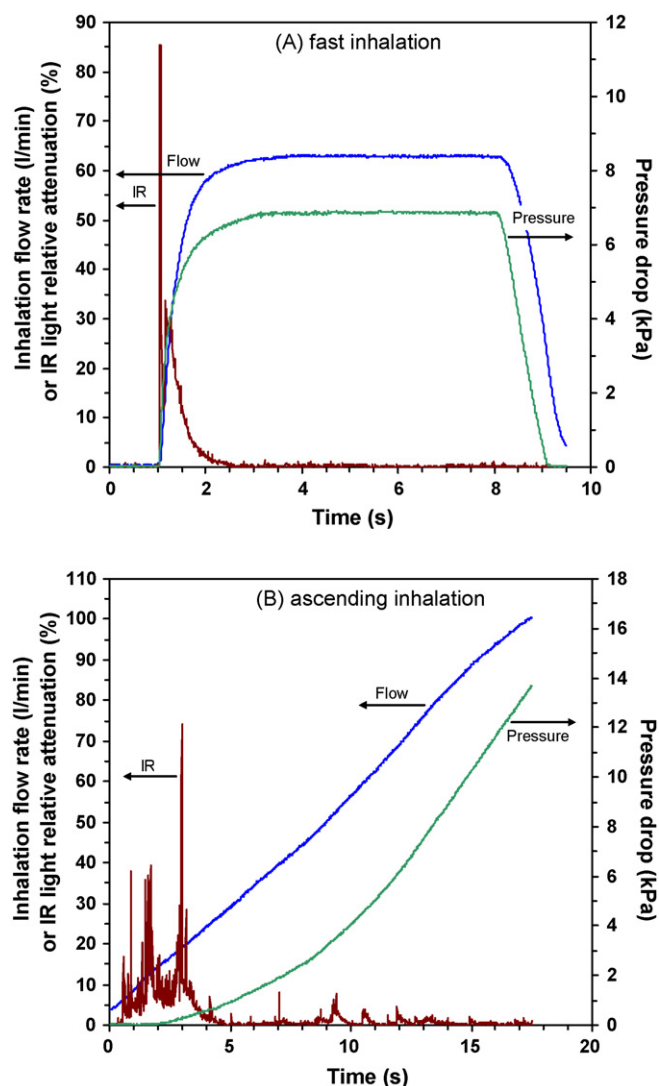 (A) fast inhalation
Inhalation flow rate (l/min)
or IR light relative attenuation (%)
90
80
70
60
50
40
30
20
10
0
Flow
IR
Pressure
12
10
8
6
4
2
0
Pressure drop (kPa)
0 2 4 6 8 10
Time (s)
(B) ascending inhalation
Inhalation flow rate (l/min)
or IR light relative attenuation (%)
110
100
90
80
70
60
50
40
30
20
10
0
Flow
IR
Pressure
18
16
14
12
10
8
6
4
2
0
Pressure drop (kPa)
0 5 10 15 20
Time (s)